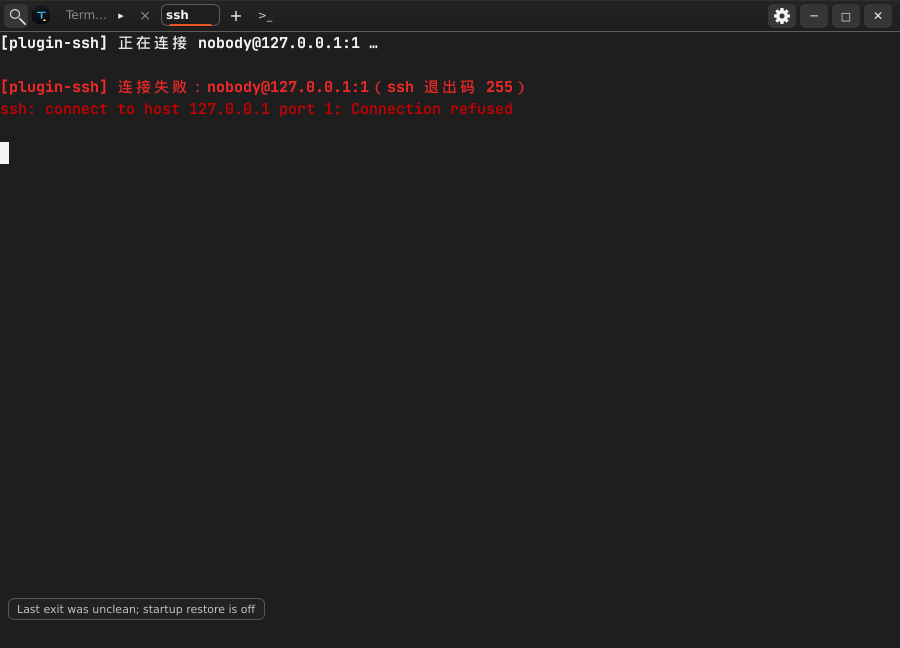 Term...
ssh
>_
[plugin-ssh] 正在连接 nobody@127.0.0.1:1 …
[plugin-ssh] 连接失败：nobody@127.0.0.1:1（ssh 退出码 255）
ssh: connect to host 127.0.0.1 port 1: Connection refused
Last exit was unclean; startup restore is off